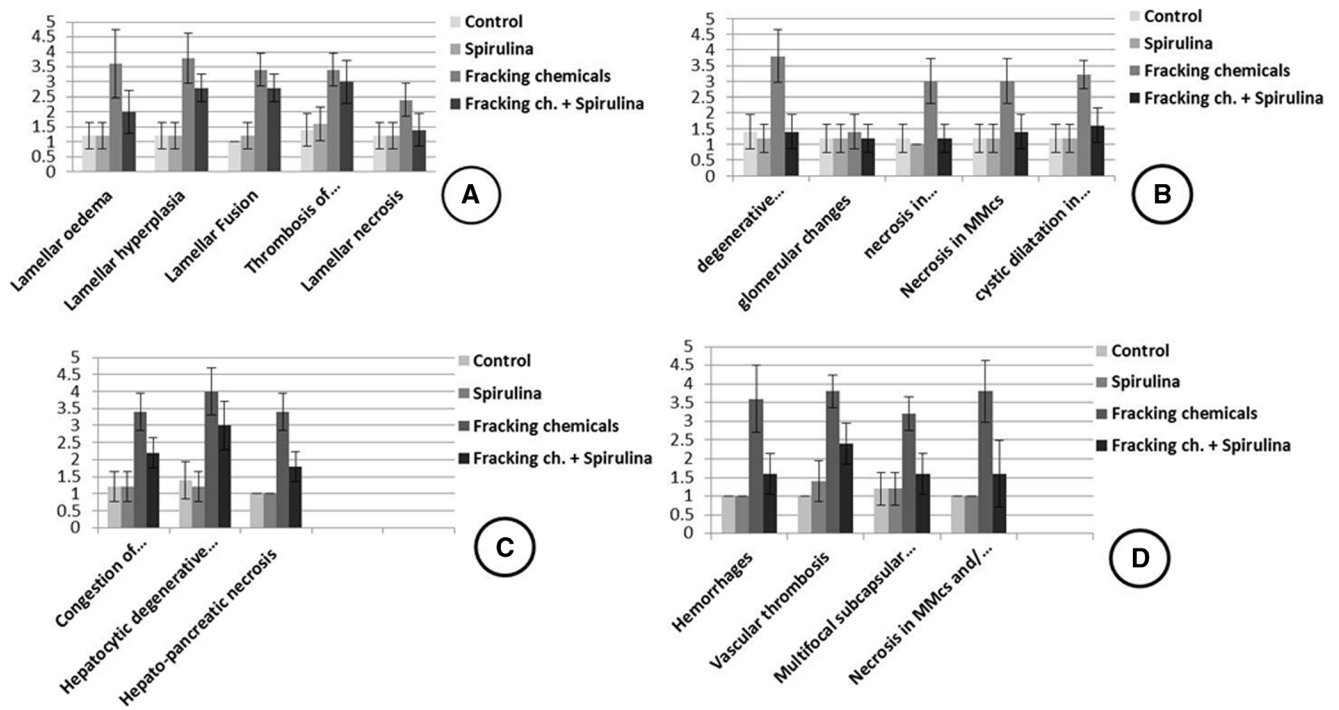 5
4.5
4
3.5
3
2.5
2
1.5
1
0.5
0
Control
Spirulina
Fracking chemicals
Fracking ch. + Spirulina
Lamellar oedema
Lamellar hyperplasia
Lamellar Fusion
Thrombosis of...
Lamellar necrosis
A
5
4.5
4
3.5
3
2.5
2
1.5
1
0.5
0
Control
Spirulina
Fracking chemicals
Fracking ch. + Spirulina
degenerative...
glomerular changes
necrosis in...
Necrosis in MMcs
cystic dilatation in...
B
5
4.5
4
3.5
3
2.5
2
1.5
1
0.5
0
Control
Spirulina
Fracking chemicals
Fracking ch. + Spirulina
Congestion of...
Hepatocytic degenerative...
Hepato-pancreatic necrosis
C
5
4.5
4
3.5
3
2.5
2
1.5
1
0.5
0
Control
Spirulina
Fracking chemicals
Fracking ch. + Spirulina
Hemorrhages
Vascular thrombosis
Multifocal subcapsular...
Necrosis in MMcs and/...
D